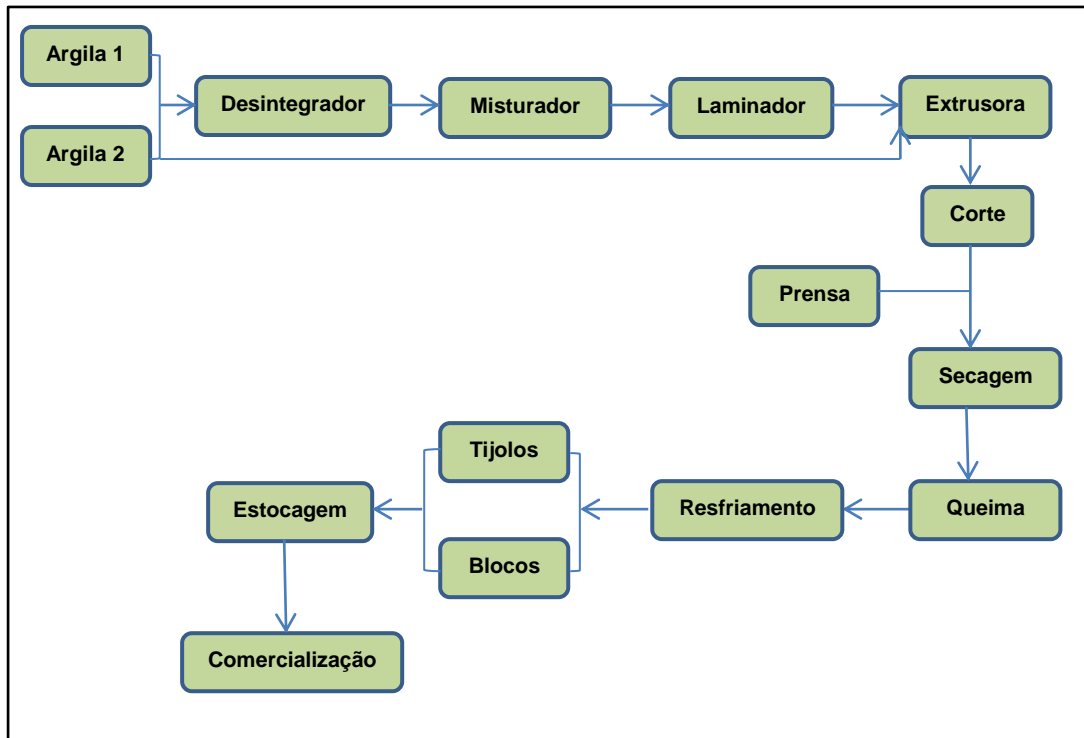 Argila 1
Desintegrador
Misturador
Laminador
Extrusora
Argila 2
Corte
Prensa
Secagem
Tijolos
Estocagem
Resfriamento
Queima
Blocos
Comercialização